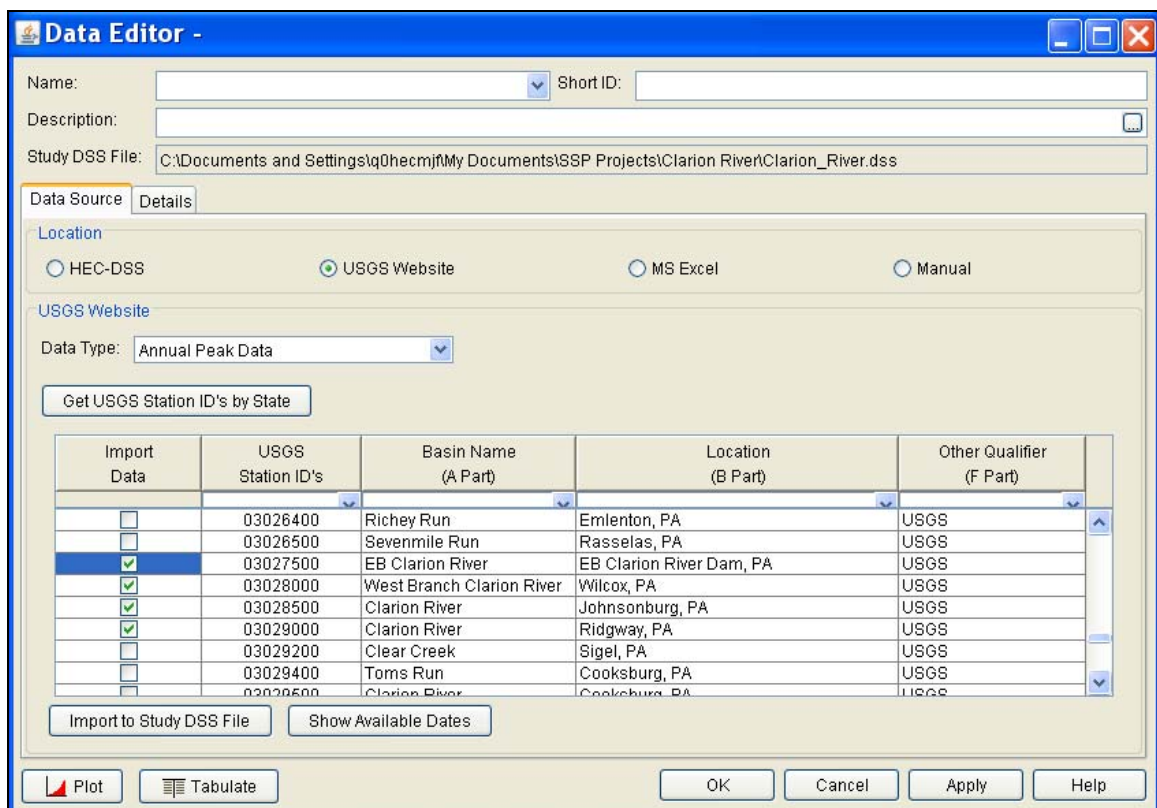 Data Editor -
Name:
Short ID:
Description:
...
Study DSS File: C:\Documents and Settings\q0hecmjf\My Documents\SSP Projects\Clarion River\Clarion_River.dss
Data Source Details
Location
HEC-DSS USGS Website MS Excel Manual
USGS Website
Data Type: Annual Peak Data
Get USGS Station ID's by State
Import Data USGS Station ID's Basin Name (A Part) Location (B Part) Other Qualifier (F Part)
03026400 Richey Run Emlenton, PA USGS
03026500 Sevenmile Run Rasselas, PA USGS
03027500 EB Clarion River EB Clarion River Dam, PA USGS
03028000 West Branch Clarion River Wilcox, PA USGS
03028500 Clarion River Johnsonburg, PA USGS
03029000 Clarion River Ridgway, PA USGS
03029200 Clear Creek Sigel, PA USGS
03029400 Toms Run Cooksburg, PA USGS
03029500 Clarion River Cooksburg, PA USGS
Import to Study DSS File Show Available Dates
Plot Tabulate OK Cancel Apply Help